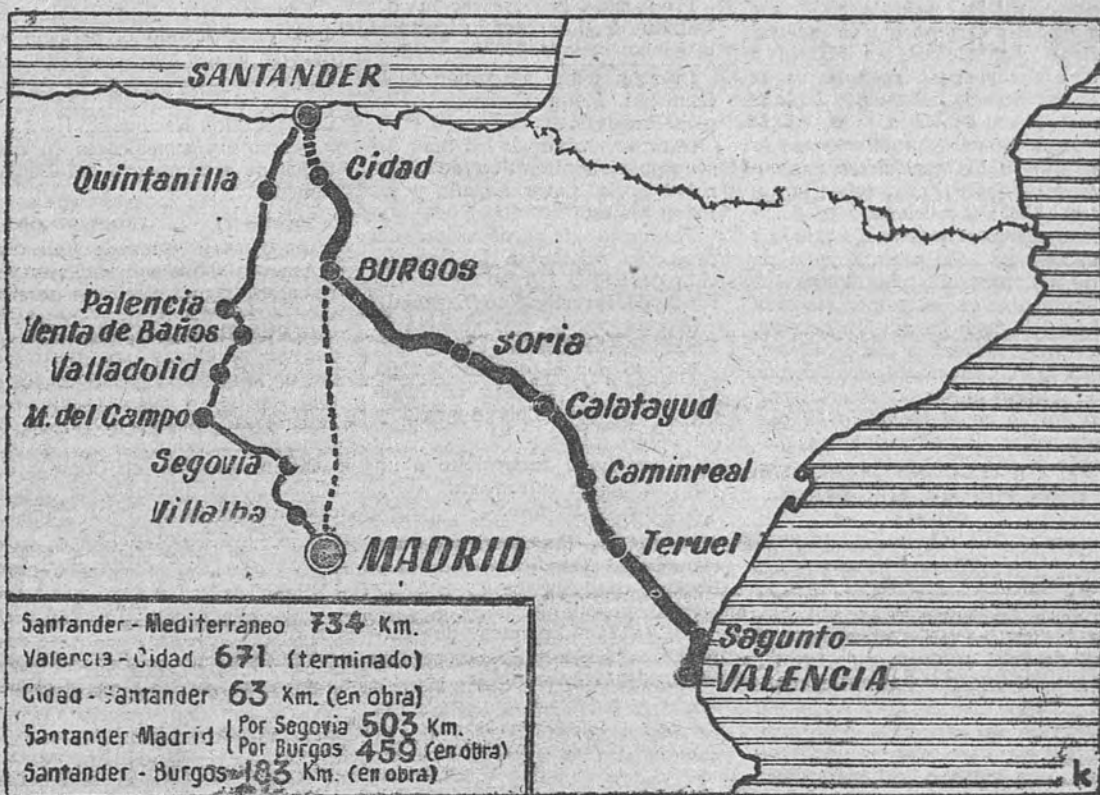 SANTANDER
Quintanilla
Cidad
BURGOS
Palencia
Venta de Baños
Valladolid
M. del Campo
Segovia
Villalba
MADRID
Soria
Calatayud
Caminreal
Teruel
Sagunto
VALENCIA
Santander - Mediterráneo 734 Km.
Valencia - Cidad 671 (terminado)
Cidad - Santander 63 Km. (en obra)
Santander Madrid Por Segovia 503 Km.
Por Burgos 459 (en obra)
Santander - Burgos 183 Km. (en obra)
k